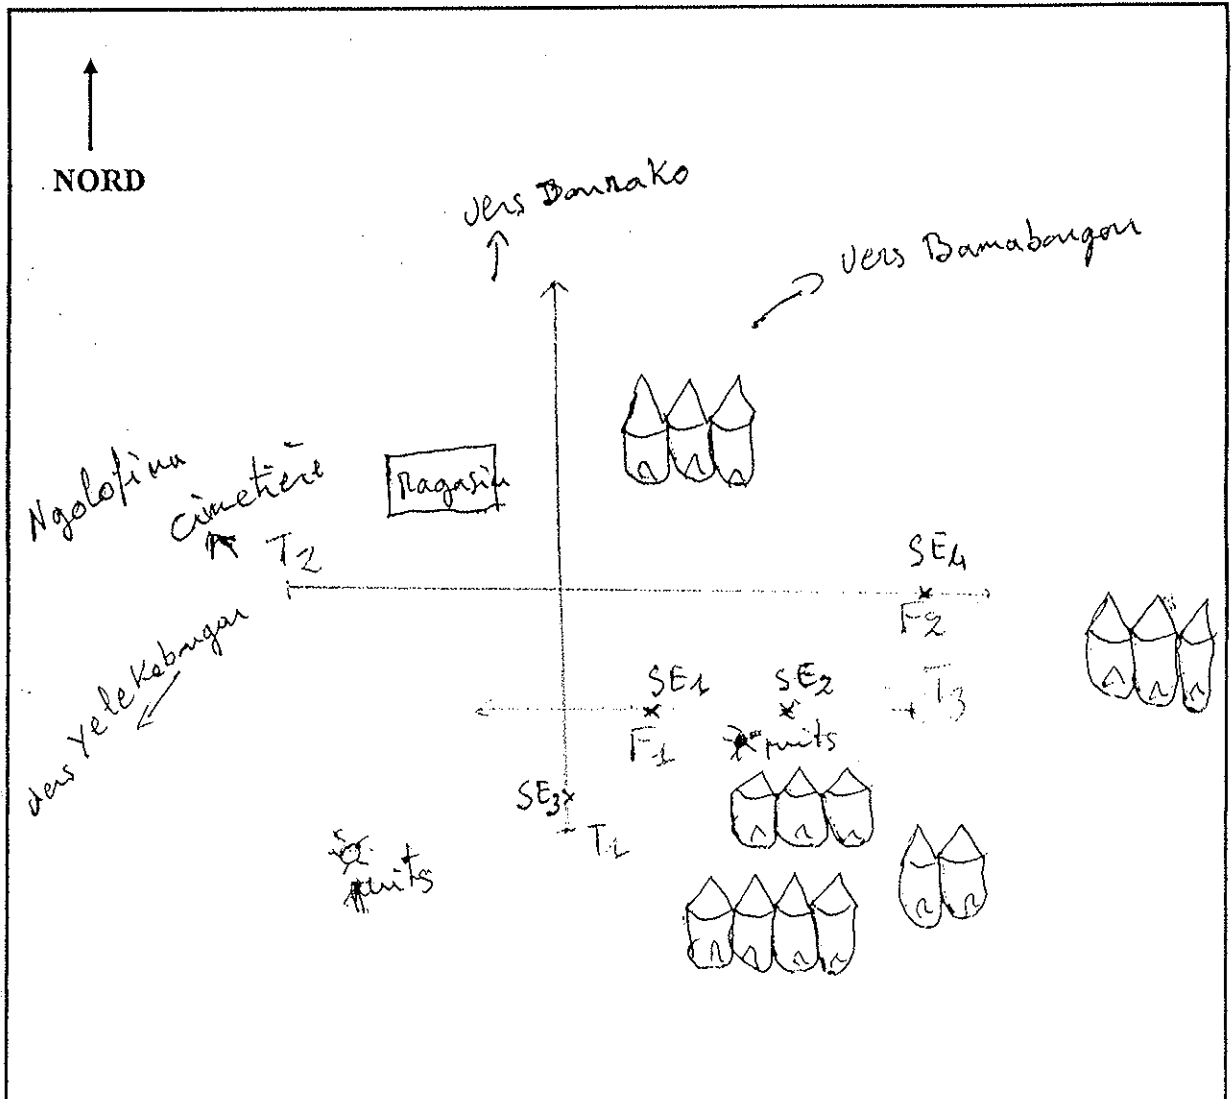 NORD
vers Bamako
vers Bamabougou
Ngolofina
cimetière
Magasin
T2
SE4
F2
vers Yelekebougou
SE1
SE2
T3
F1
puits
SE3
T1
puits